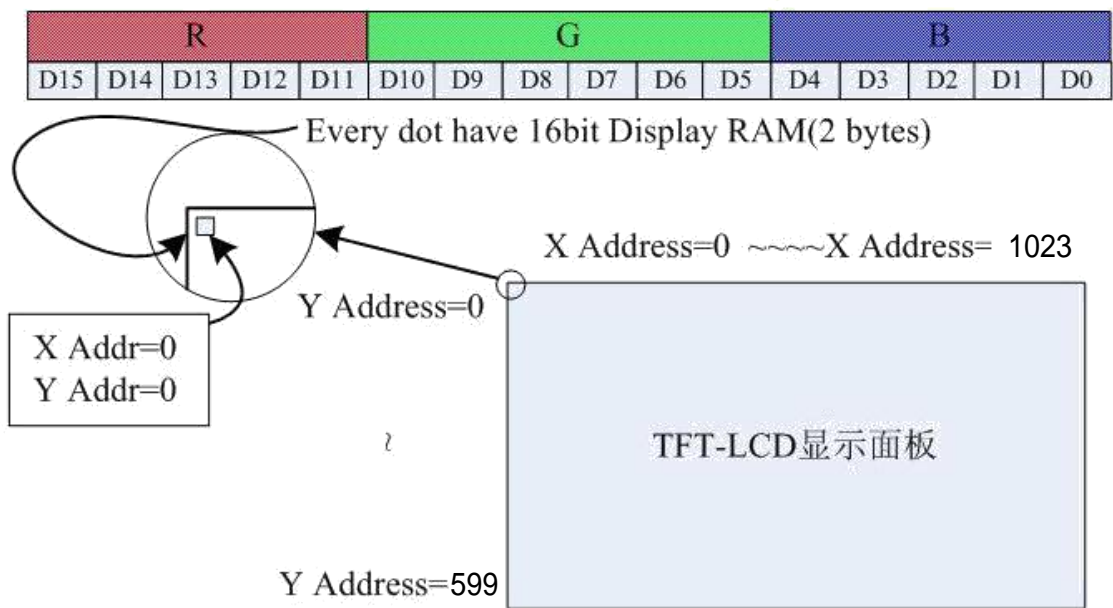 R G B
D15 D14 D13 D12 D11 D10 D9 D8 D7 D6 D5 D4 D3 D2 D1 D0
Every dot have 16bit Display RAM(2 bytes)
X Address=0 ~~~~X Address= 1023
Y Address=0
X Addr=0
Y Addr=0
~
TFT-LCD显示面板
Y Address=599